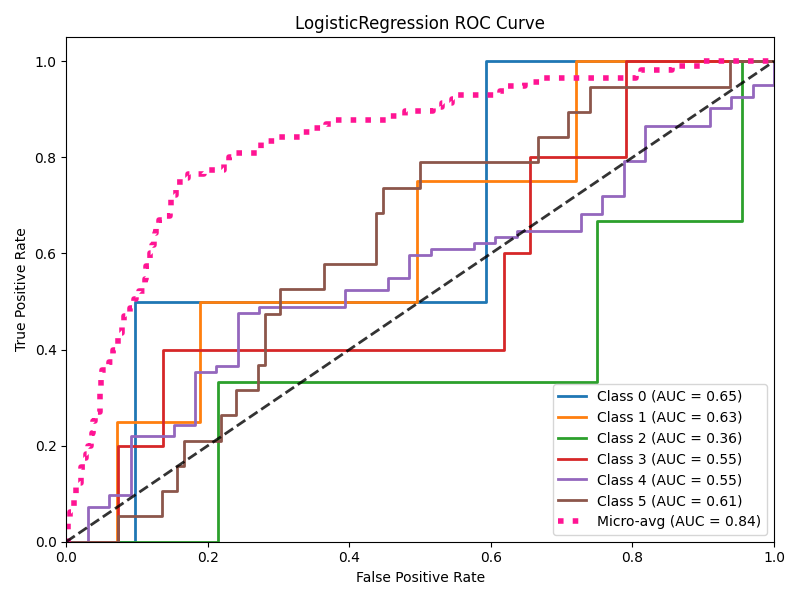 LogisticRegression ROC Curve
True Positive Rate
1.0
0.8
0.6
0.4
0.2
0.0
Class 0 (AUC = 0.65)
Class 1 (AUC = 0.63)
Class 2 (AUC = 0.36)
Class 3 (AUC = 0.55)
Class 4 (AUC = 0.55)
Class 5 (AUC = 0.61)
Micro-avg (AUC = 0.84)
0.0 0.2 0.4 0.6 0.8 1.0
False Positive Rate